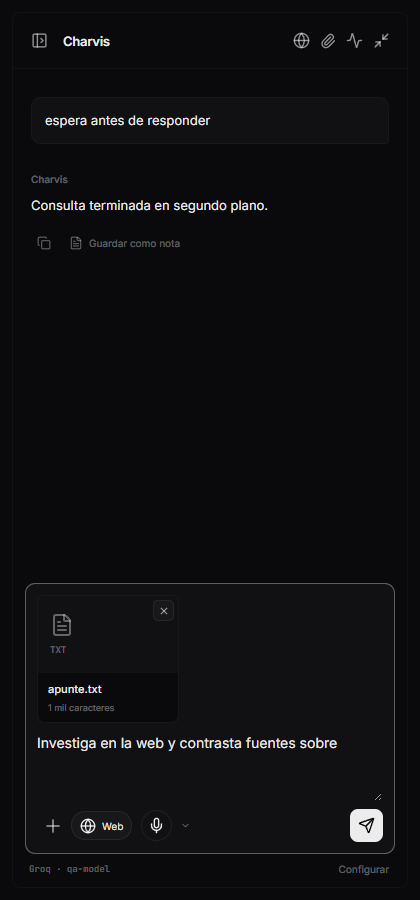 Charvis
espera antes de responder
Charvis
Consulta terminada en segundo plano.
Guardar como nota
TXT
apunte.txt
1 mil caracteres
Investiga en la web y contrasta fuentes sobre
Web
Groq · qa-model
Configurar